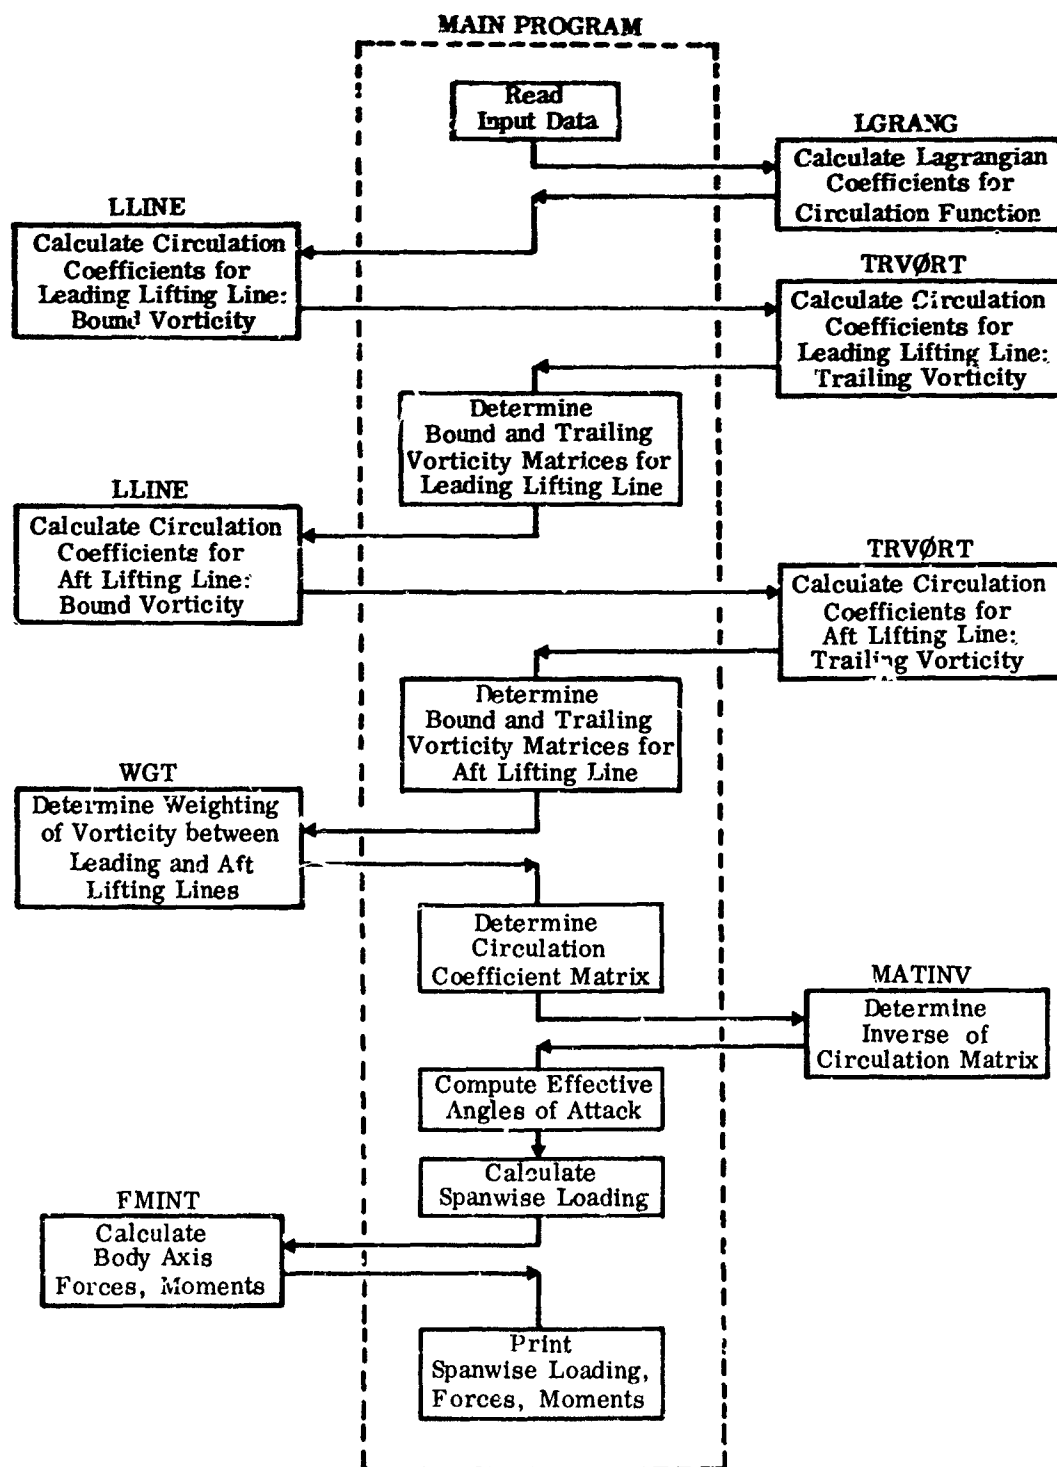 MAIN PROGRAM
Read
Input Data
LGRANG
Calculate Lagrangian
Coefficients for
Circulation Function
LLINE
Calculate Circulation
Coefficients for
Leading Lifting Line:
Bound Vorticity
TRVØRT
Calculate Circulation
Coefficients for
Leading Lifting Line:
Trailing Vorticity
Determine
Bound and Trailing
Vorticity Matrices for
Leading Lifting Line
LLINE
Calculate Circulation
Coefficients for
Aft Lifting Line:
Bound Vorticity
TRVØRT
Calculate Circulation
Coefficients for
Aft Lifting Line:
Trailing Vorticity
Determine
Bound and Trailing
Vorticity Matrices for
Aft Lifting Line
WGT
Determine Weighting
of Vorticity between
Leading and Aft
Lifting Lines
Determine
Circulation
Coefficient Matrix
MATINV
Determine
Inverse of
Circulation Matrix
Compute Effective
Angles of Attack
Calculate
Spanwise Loading
FMINT
Calculate
Body Axis
Forces, Moments
Print
Spanwise Loading,
Forces, Moments